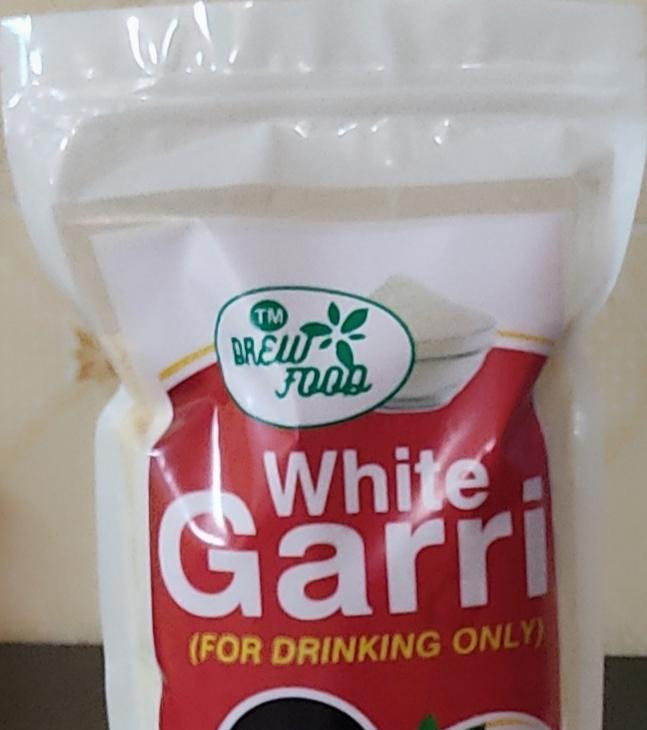 TM
BREW
FOOD
White
Garri
(FOR DRINKING ONLY)